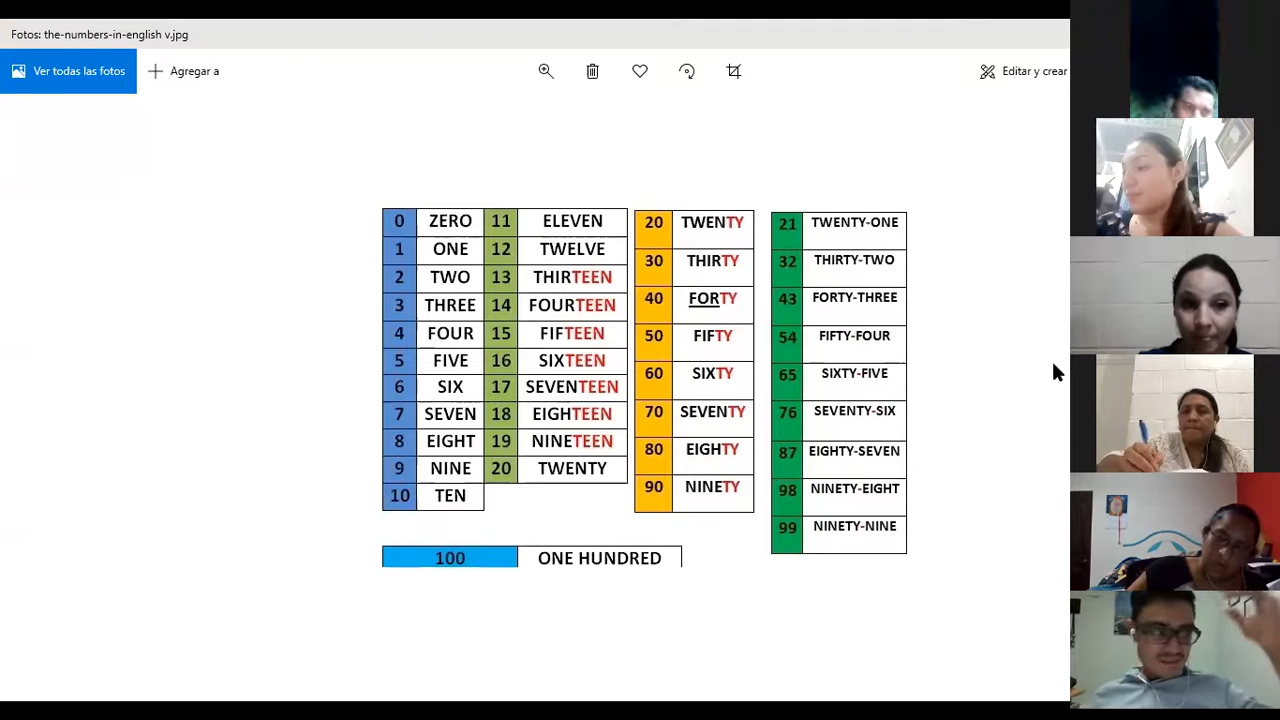 Fotos: the-numbers-in-english v.jpg
Ver todas las fotos
Agregar a
Editar y crear
0 ZERO 11 ELEVEN
1 ONE 12 TWELVE
2 TWO 13 THIRTEEN
3 THREE 14 FOURTEEN
4 FOUR 15 FIFTEEN
5 FIVE 16 SIXTEEN
6 SIX 17 SEVENTEEN
7 SEVEN 18 EIGHTEEN
8 EIGHT 19 NINETEEN
9 NINE 20 TWENTY
10 TEN
20 TWENTY
30 THIRTY
40 FORTY
50 FIFTY
60 SIXTY
70 SEVENTY
80 EIGHTY
90 NINETY
21 TWENTY-ONE
32 THIRTY-TWO
43 FORTY-THREE
54 FIFTY-FOUR
65 SIXTY-FIVE
76 SEVENTY-SIX
87 EIGHTY-SEVEN
98 NINETY-EIGHT
99 NINETY-NINE
100 ONE HUNDRED